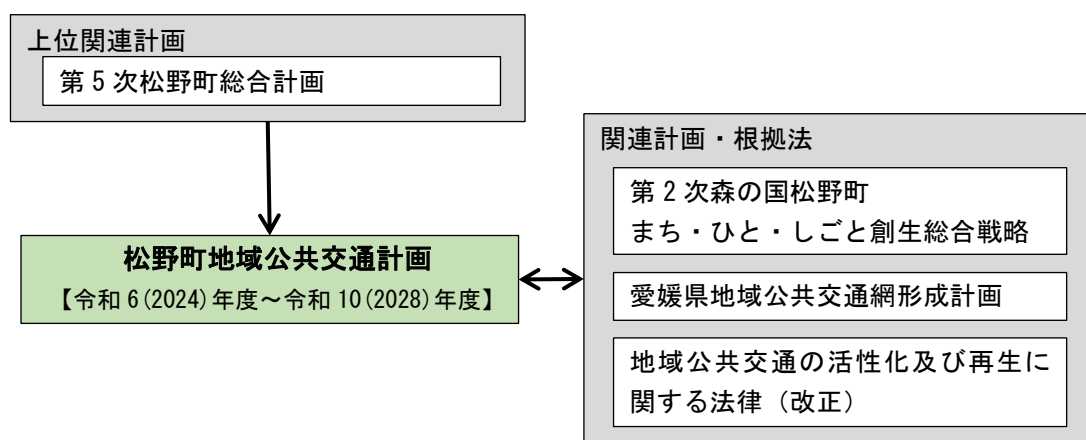 上位関連計画
第5次松野町総合計画
松野町地域公共交通計画
【令和6(2024)年度～令和10(2028)年度】
関連計画・根拠法
第2次森の国松野町
まち・ひと・しごと創生総合戦略
愛媛県地域公共交通網形成計画
地域公共交通の活性化及び再生に
関する法律（改正）